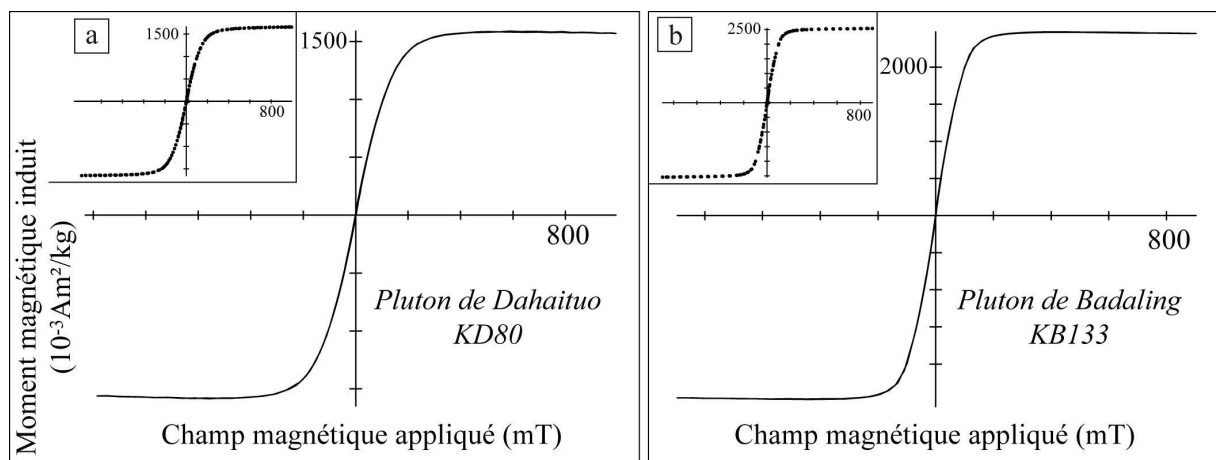 a
1500
800
1500
800
Pluton de Dahaituo
KD80
Moment magnétique induit
(10⁻³Am²/kg)
Champ magnétique appliqué (mT)
b
2500
800
2000
800
Pluton de Badaling
KB133
Champ magnétique appliqué (mT)